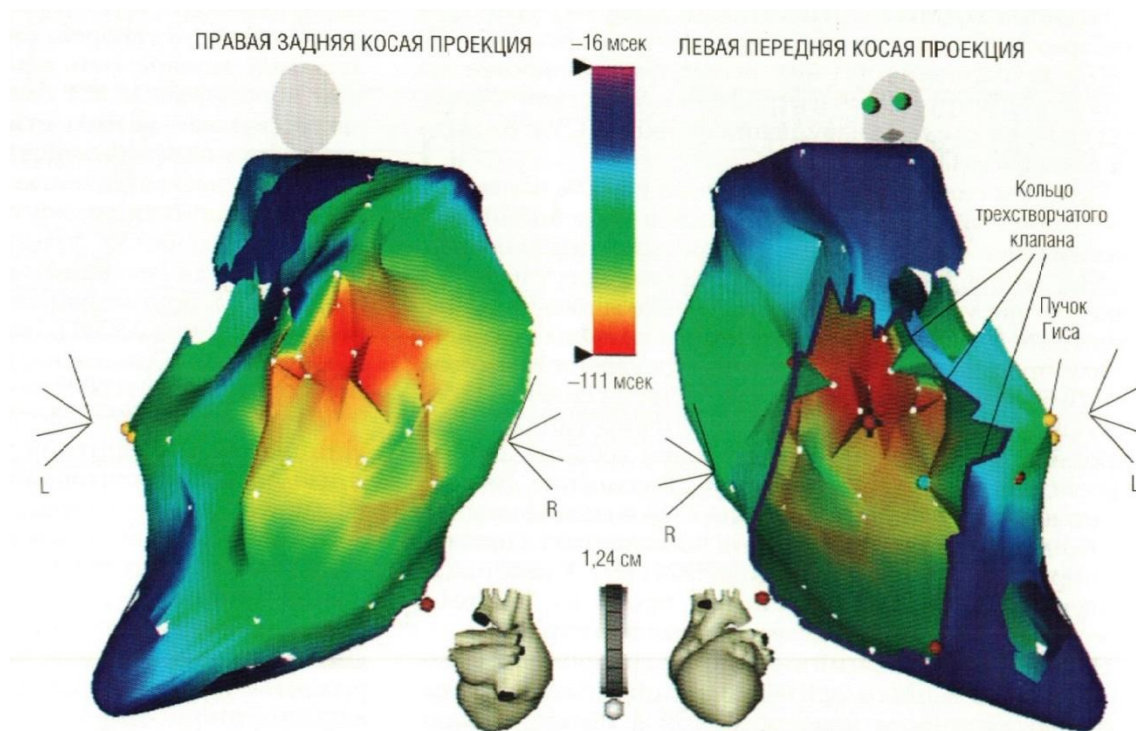 ПРАВАЯ ЗАДНЯЯ КОСАЯ ПРОЕКЦИЯ
–16 мсек
ЛЕВАЯ ПЕРЕДНЯЯ КОСАЯ ПРОЕКЦИЯ
Кольцо
трехстворчатого
клапана
Пучок
Гиса
–111 мсек
L
R
R
L
1,24 см